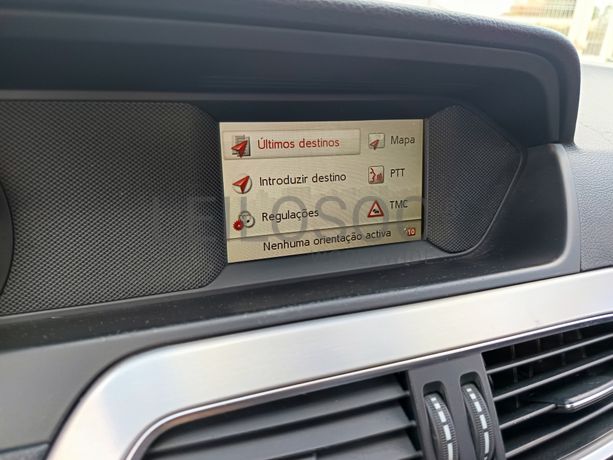 Últimos destinos
Mapa
Introduzir destino
PTT
Regulações
TMC
Nenhuma orientação activa
10